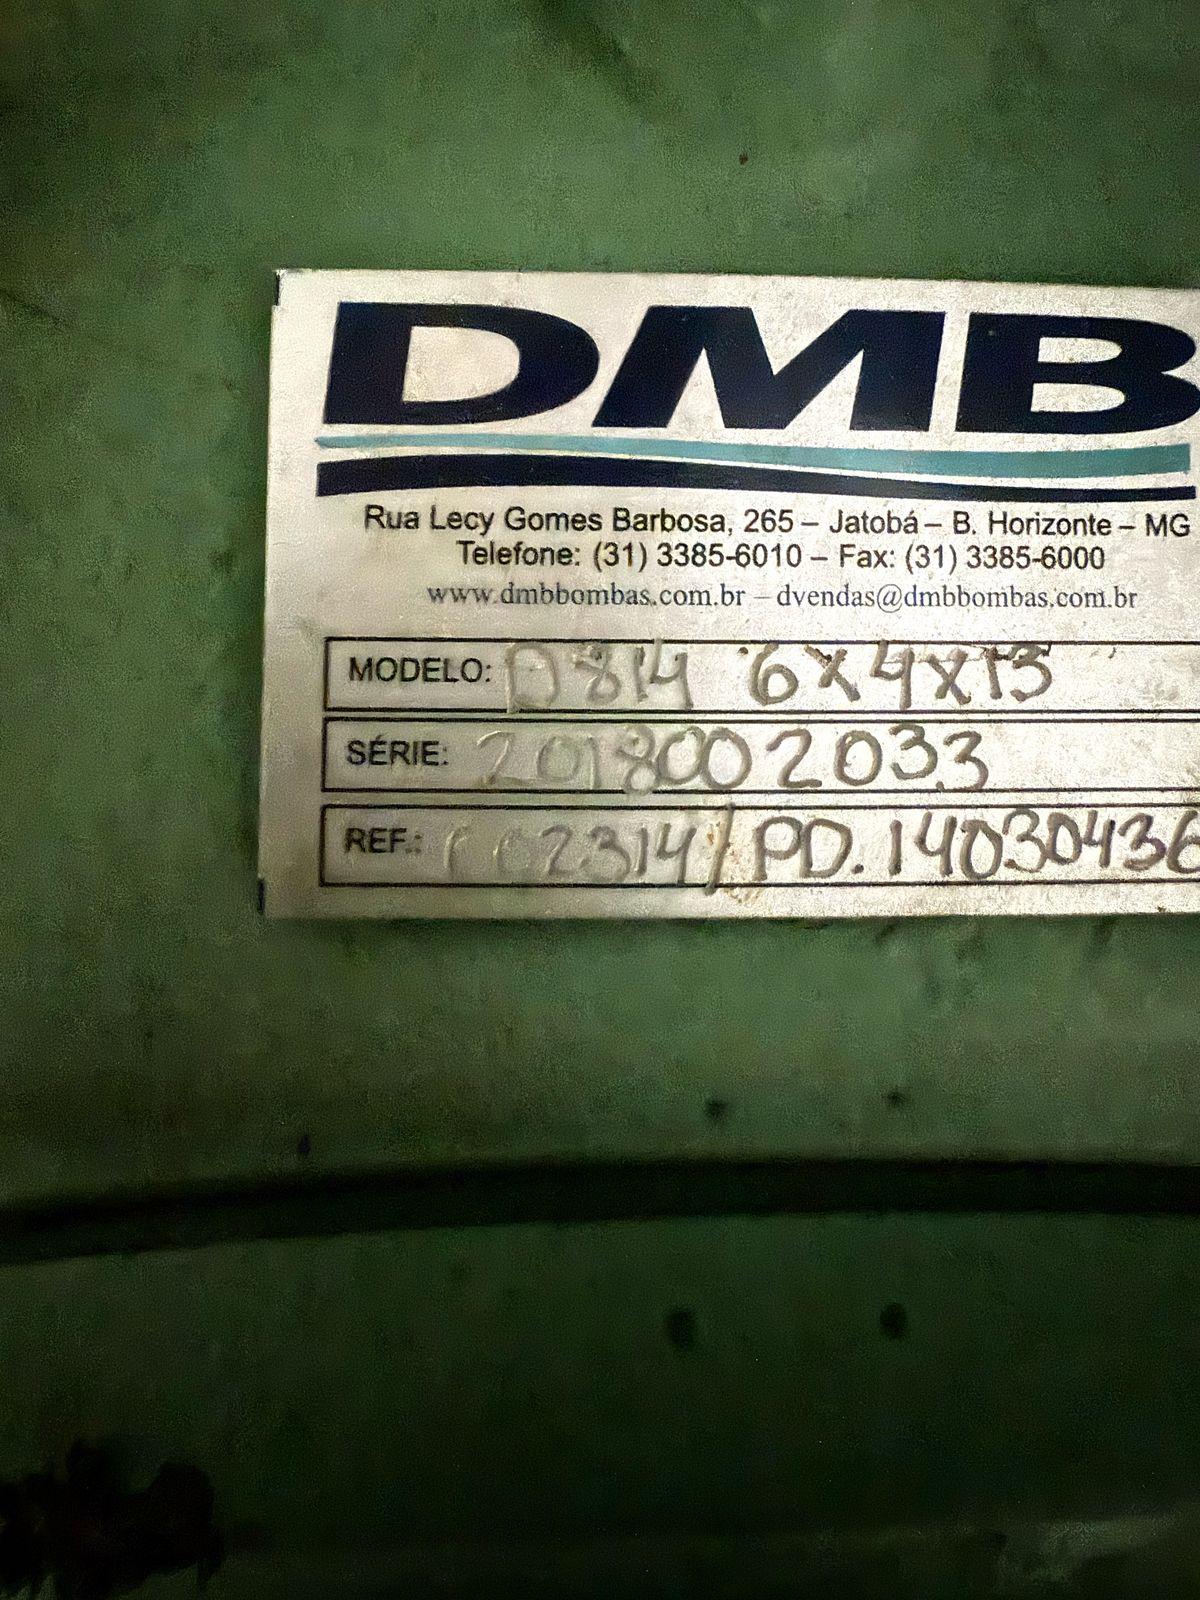 DMB
Rua Lecy Gomes Barbosa, 265 – Jatobá – B. Horizonte – MG
Telefone: (31) 3385-6010 – Fax: (31) 3385-6000
www.dmbbombas.com.br – dvendas@dmbbombas.com.br
MODELO: D814 6x4x13
SÉRIE: 2018002033
REF.: PD.14030436